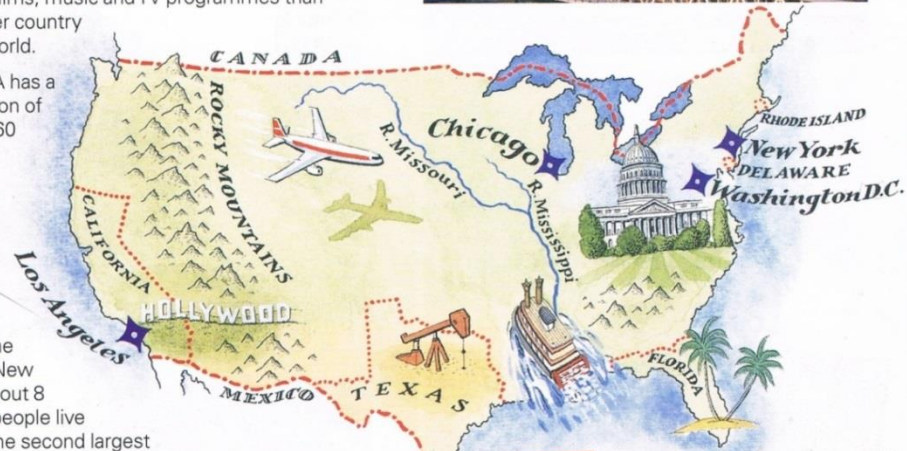 ilms, music and TV programmes than
er country
orld.
A has a
on of
60
ne
New
out 8
people live
he second largest
CANADA
ROCKY MOUNTAINS
R. Missouri
Chicago
R. Mississippi
RHODE ISLAND
New York
DELAWARE
Washington D.C.
CALIFORNIA
Los Angeles
HOLLYWOOD
MEXICO
TEXAS
FLORIDA